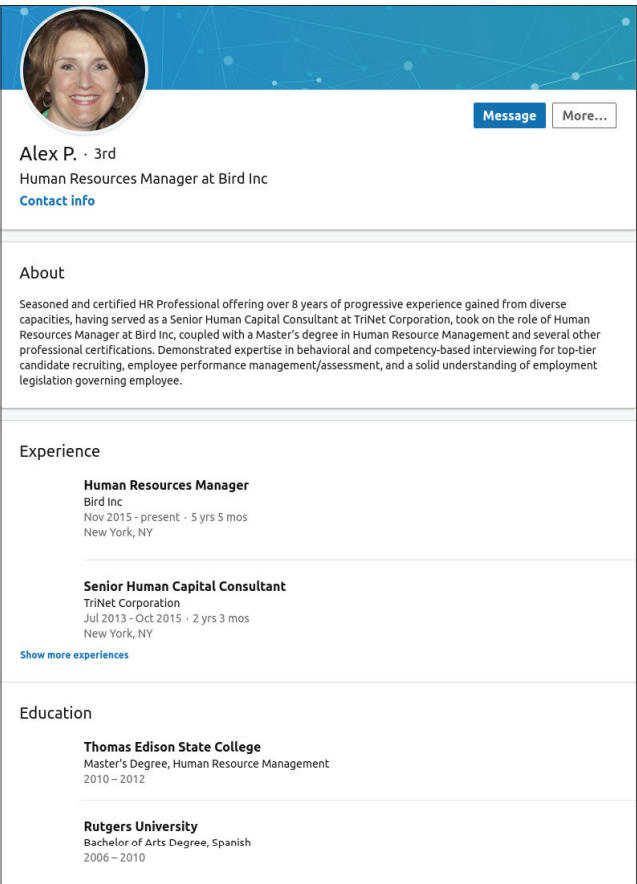 Message
More...
Alex P. · 3rd
Human Resources Manager at Bird Inc
Contact info
About
Seasoned and certified HR Professional offering over 8 years of progressive experience gained from diverse
capacities, having served as a Senior Human Capital Consultant at TriNet Corporation, took on the role of Human
Resources Manager at Bird Inc, coupled with a Master's degree in Human Resource Management and several other
professional certifications. Demonstrated expertise in behavioral and competency-based interviewing for top-tier
candidate recruiting, employee performance management/assessment, and a solid understanding of employment
legislation governing employee.
Experience
Human Resources Manager
Bird Inc
Nov 2015 - present · 5 yrs 5 mos
New York, NY
Senior Human Capital Consultant
TriNet Corporation
Jul 2013 - Oct 2015 · 2 yrs 3 mos
New York, NY
Show more experiences
Education
Thomas Edison State College
Master's Degree, Human Resource Management
2010 – 2012
Rutgers University
Bachelor of Arts Degree, Spanish
2006 – 2010